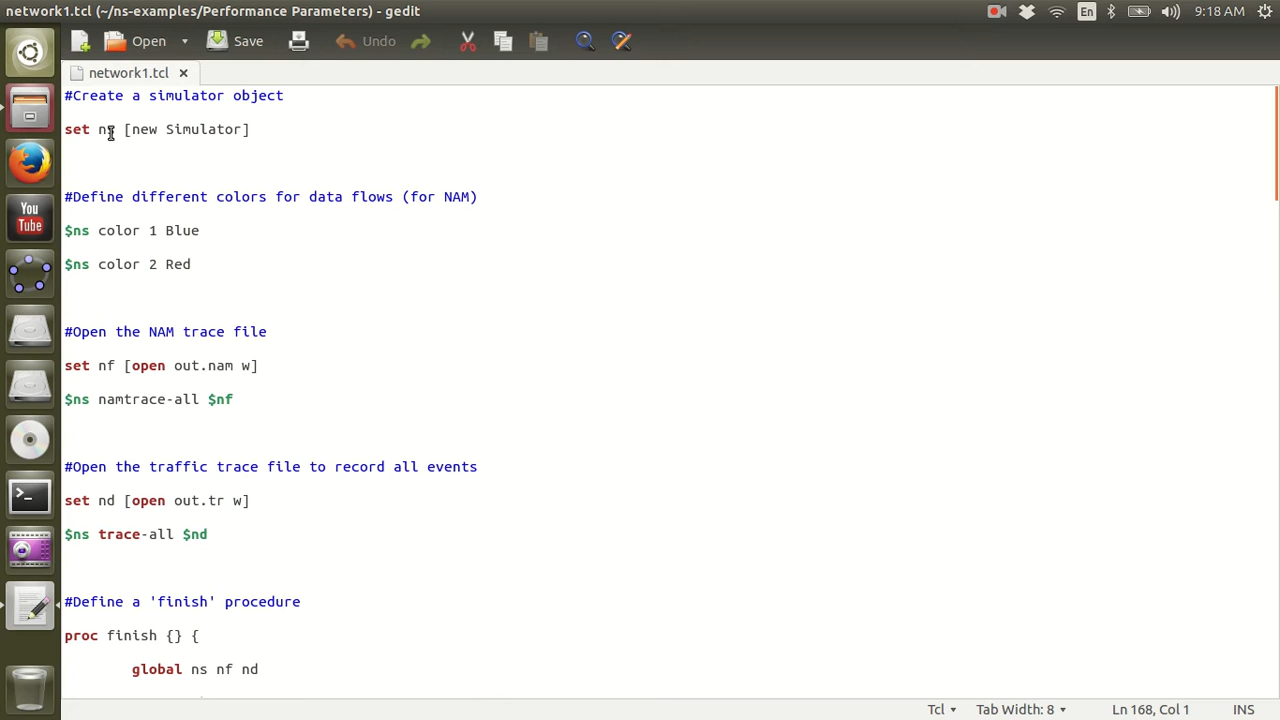 network1.tcl (~/ns-examples/Performance Parameters) - gedit
En
9:18 AM
Open
Save
Undo
network1.tcl
#Create a simulator object
set ns [new Simulator]
#Define different colors for data flows (for NAM)
$ns color 1 Blue
$ns color 2 Red
#Open the NAM trace file
set nf [open out.nam w]
$ns namtrace-all $nf
#Open the traffic trace file to record all events
set nd [open out.tr w]
$ns trace-all $nd
#Define a 'finish' procedure
proc finish {} {
global ns nf nd
You
Tube
>_
Tcl
Tab Width: 8
Ln 168, Col 1
INS